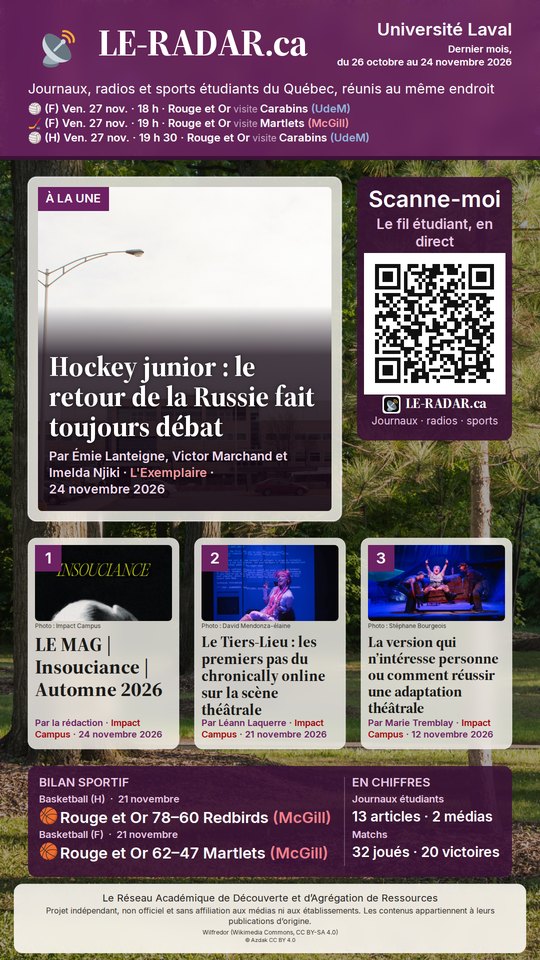 LE-RADAR.ca
Université Laval
Dernier mois,
du 26 octobre au 24 novembre 2026
Journaux, radios et sports étudiants du Québec, réunis au même endroit
(F) Ven. 27 nov. · 18 h · Rouge et Or visite Carabins (UdeM)
(F) Ven. 27 nov. · 19 h · Rouge et Or visite Martlets (McGill)
(H) Ven. 27 nov. · 19 h 30 · Rouge et Or visite Carabins (UdeM)
À LA UNE
Hockey junior : le
retour de la Russie fait
toujours débat
Par Émie Lanteigne, Victor Marchand et
Imelda Njiki · L'Exemplaire ·
24 novembre 2026
Scanne-moi
Le fil étudiant, en
direct
LE-RADAR.ca
Journaux · radios · sports
1
INSOUCIANCE
Photo : Impact Campus
LE MAG |
Insouciance |
Automne 2026
Par la rédaction · Impact
Campus · 24 novembre 2026
2
Photo : David Mendonza-élaine
Le Tiers-Lieu : les
premiers pas du
chronically online
sur la scène
théâtrale
Par Léann Laquerre · Impact
Campus · 21 novembre 2026
3
Photo : Stéphane Bourgeois
La version qui
n'intéresse personne
ou comment réussir
une adaptation
théâtrale
Par Marie Tremblay · Impact
Campus · 12 novembre 2026
BILAN SPORTIF
Basketball (H) · 21 novembre
Rouge et Or 78–60 Redbirds (McGill)
Basketball (F) · 21 novembre
Rouge et Or 62–47 Martlets (McGill)
EN CHIFFRES
Journaux étudiants
13 articles · 2 médias
Matchs
32 joués · 20 victoires
Le Réseau Académique de Découverte et d'Agrégation de Ressources
Projet indépendant, non officiel et sans affiliation aux médias ni aux établissements. Les contenus appartiennent à leurs
publications d'origine.
Wilfredor (Wikimedia Commons, CC BY-SA 4.0)
© Azdak CC BY 4.0